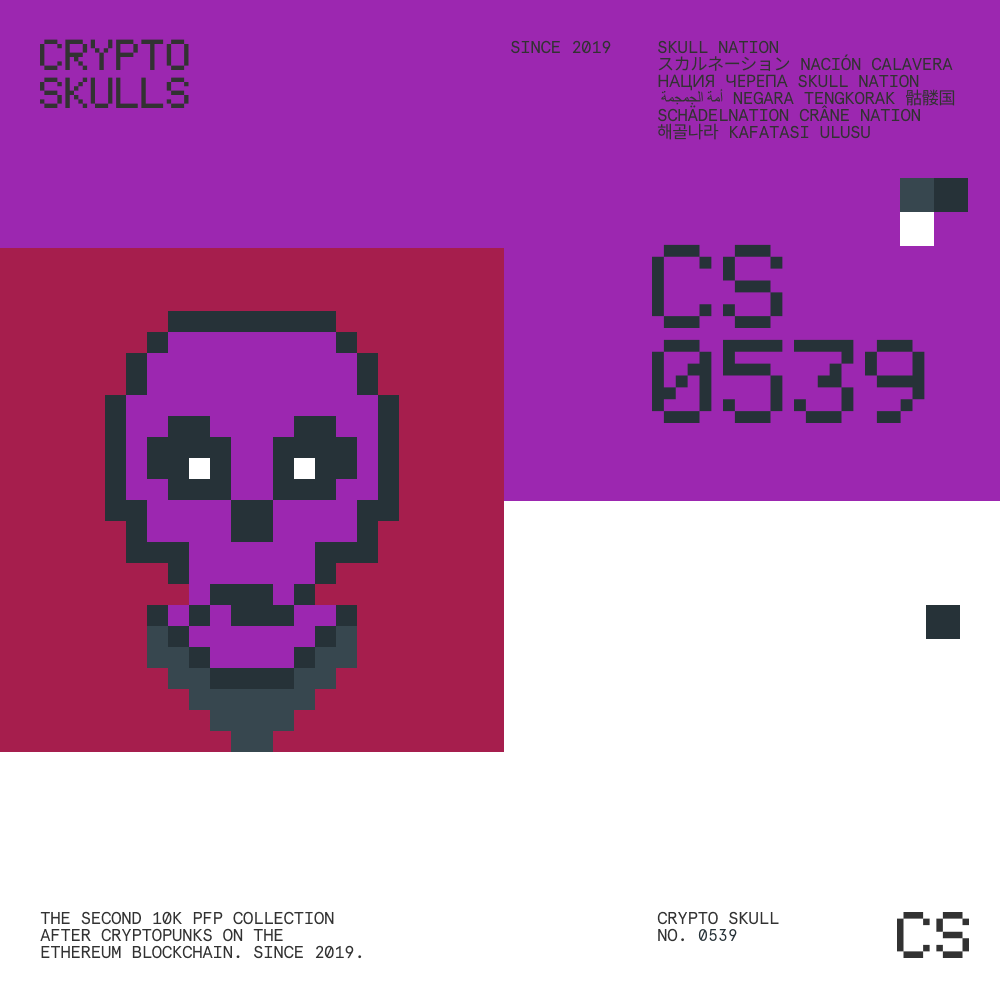 CRYPTO
SKULLS
SINCE 2019
SKULL NATION
スカルネーション NACIÓN CALAVERA
НАЦИЯ ЧЕРЕПА SKULL NATION
أمة الجمجمة NEGARA TENGKORAK 骷髅国
SCHÄDELNATION CRÂNE NATION
해골나라 KAFATASI ULUSU
CS
0539
THE SECOND 10K PFP COLLECTION
AFTER CRYPTOPUNKS ON THE
ETHEREUM BLOCKCHAIN. SINCE 2019.
CRYPTO SKULL
NO. 0539
CS